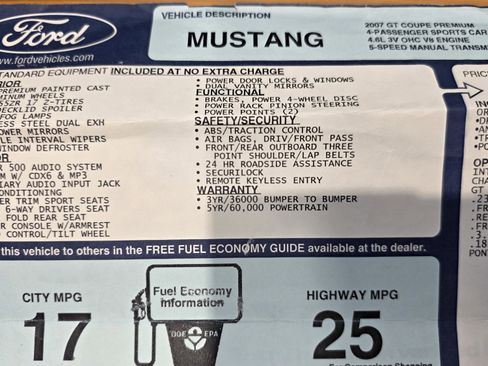 Ford
www.fordvehicles.com
VEHICLE DESCRIPTION
MUSTANG
2007 GT COUPE PREMIUM
4-PASSENGER SPORTS CAR
4.6L 3V OHC V8 ENGINE
5-SPEED MANUAL TRANSM
STANDARD EQUIPMENT INCLUDED AT NO EXTRA CHARGE
PREMIUM PAINTED CAST
WHEELS
17 Z-RATED
SPOILER
FOG LAMPS
STEEL DUAL EXH
POWER MIRRORS
INTERVAL WIPERS
WINDOW DEFROSTER
500 AUDIO SYSTEM
W/ CDX6 & MP3
AUDIO INPUT JACK
TRIM SPORT SEATS
6-WAY DRIVERS SEAT
FOLD REAR SEAT
CONSOLE W/ARMREST
CONTROL/TILT WHEEL
• POWER DOOR LOCKS & WINDOWS
• DUAL VANITY MIRRORS
FUNCTIONAL
• BRAKES, POWER 4-WHEEL DISC
• POWER RACK PINION STEERING
• POWER POINTS (2)
SAFETY/SECURITY
• ABS/TRACTION CONTROL
• AIR BAGS, DRIV/FRONT PASS
• FRONT/REAR OUTBOARD THREE
POINT SHOULDER/LAP BELTS
• 24 HR ROADSIDE ASSISTANCE
• SECURILOCK
• REMOTE KEYLESS ENTRY
WARRANTY
• 3YR/36000 BUMPER TO BUMPER
• 5YR/60,000 POWERTRAIN
PRIC
GT
this vehicle to others in the FREE FUEL ECONOMY GUIDE available at the dealer.
CITY MPG
17
Fuel Economy
Information
DOE
EPA
HIGHWAY MPG
25